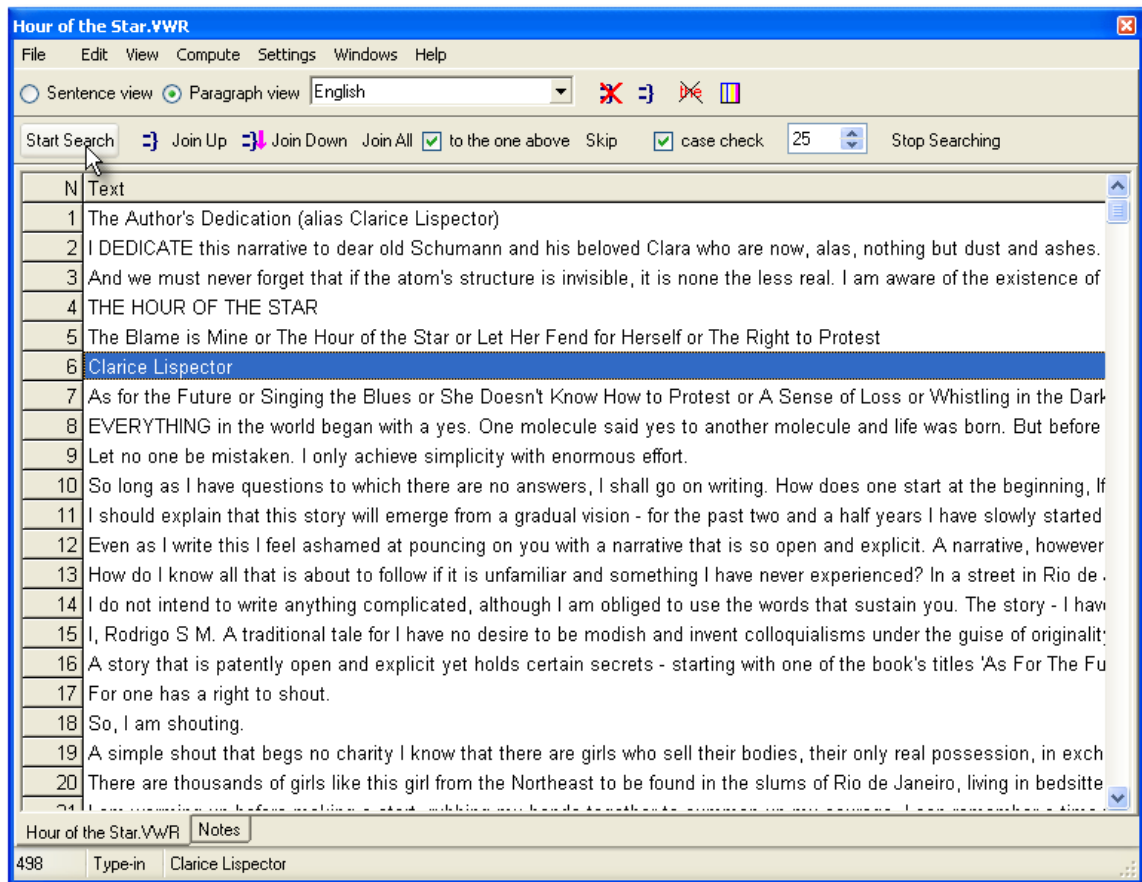 Hour of the Star.VWR
File Edit View Compute Settings Windows Help
Sentence view Paragraph view English
Start Search Join Up Join Down Join All to the one above Skip case check 25 Stop Searching
N Text
1 The Author's Dedication (alias Clarice Lispector)
2 I DEDICATE this narrative to dear old Schumann and his beloved Clara who are now, alas, nothing but dust and ashes.
3 And we must never forget that if the atom's structure is invisible, it is none the less real. I am aware of the existence of
4 THE HOUR OF THE STAR
5 The Blame is Mine or The Hour of the Star or Let Her Fend for Herself or The Right to Protest
6 Clarice Lispector
7 As for the Future or Singing the Blues or She Doesn't Know How to Protest or A Sense of Loss or Whistling in the Dark
8 EVERYTHING in the world began with a yes. One molecule said yes to another molecule and life was born. But before
9 Let no one be mistaken. I only achieve simplicity with enormous effort.
10 So long as I have questions to which there are no answers, I shall go on writing. How does one start at the beginning, If
11 I should explain that this story will emerge from a gradual vision - for the past two and a half years I have slowly started
12 Even as I write this I feel ashamed at pouncing on you with a narrative that is so open and explicit. A narrative, however
13 How do I know all that is about to follow if it is unfamiliar and something I have never experienced? In a street in Rio de
14 I do not intend to write anything complicated, although I am obliged to use the words that sustain you. The story - I have
15 I, Rodrigo S M. A traditional tale for I have no desire to be modish and invent colloquialisms under the guise of originality
16 A story that is patently open and explicit yet holds certain secrets - starting with one of the book's titles 'As For The Fu
17 For one has a right to shout.
18 So, I am shouting.
19 A simple shout that begs no charity I know that there are girls who sell their bodies, their only real possession, in exch
20 There are thousands of girls like this girl from the Northeast to be found in the slums of Rio de Janeiro, living in bedsitte
21 I am warming up before making a start, rubbing my hands together to summon up my courage. I can remember a time
Hour of the Star.VWR Notes
498 Type-in Clarice Lispector